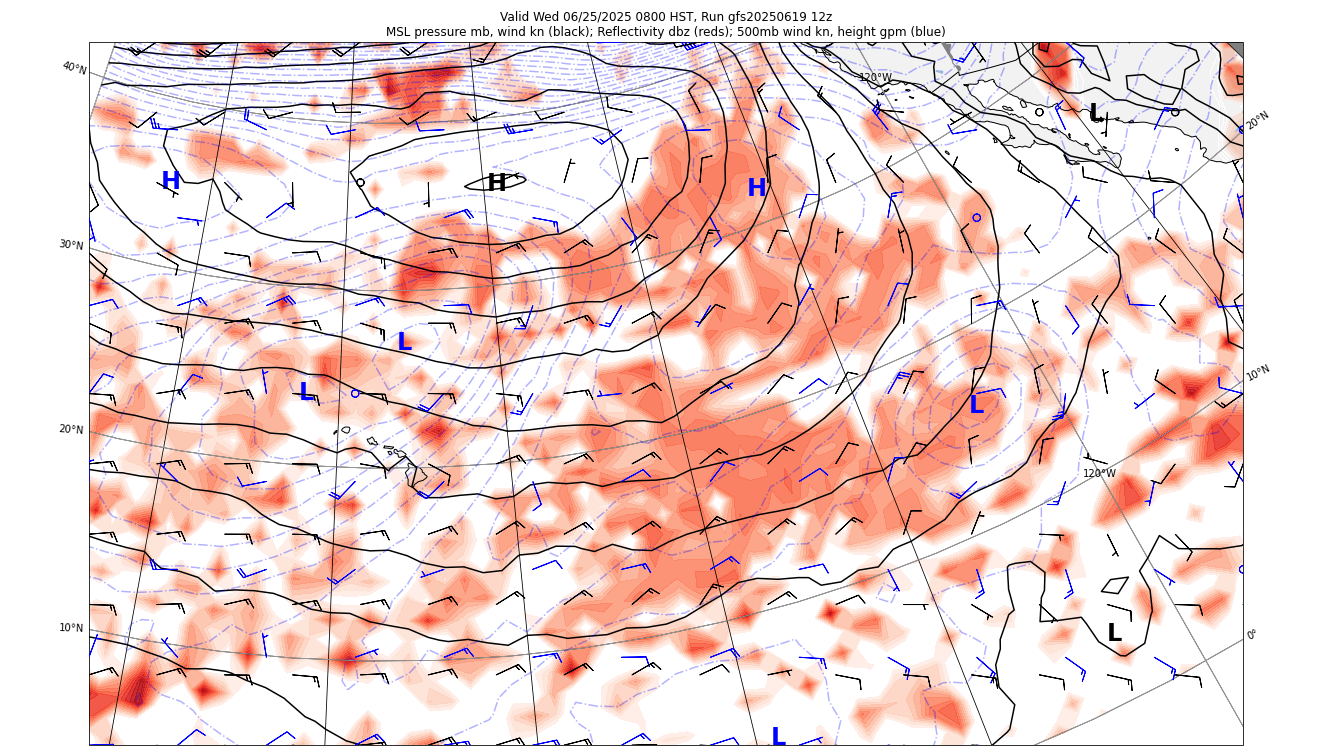 Valid Wed 06/25/2025 0800 HST, Run gfs20250619 12z
MSL pressure mb, wind kn (black); Reflectivity dbz (reds); 500mb wind kn, height gpm (blue)
40°N
120°W
L
20°N
H
H
H
30°N
L
10°N
L
L
20°N
120°W
10°N
L
0°
L